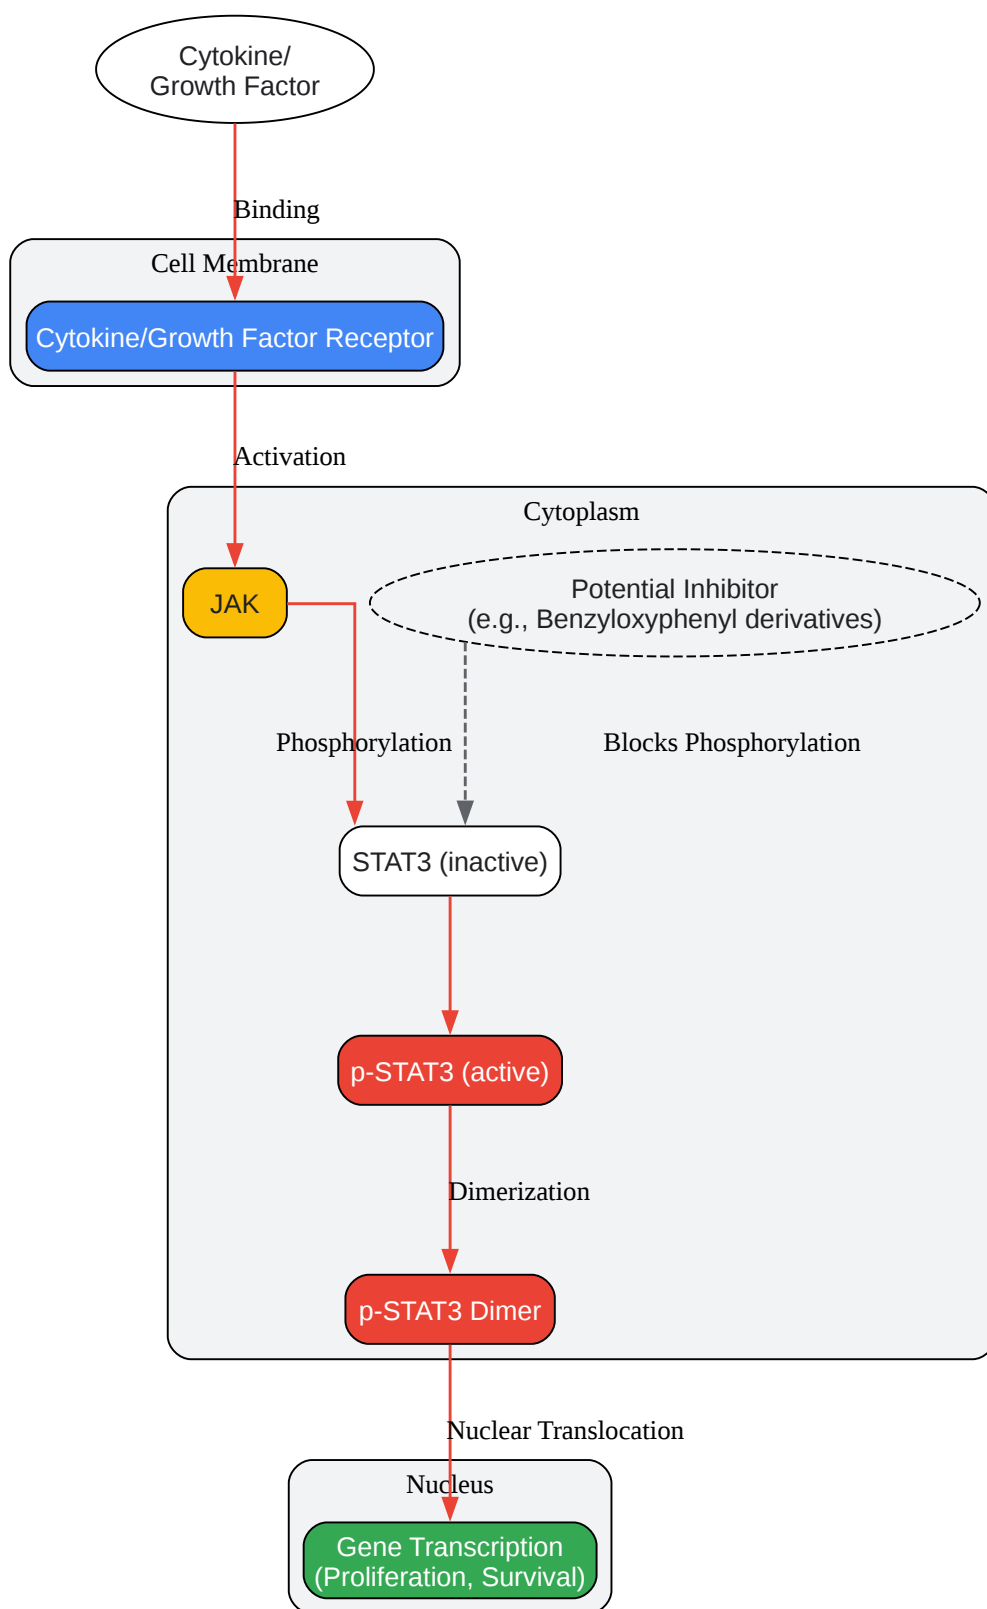 Cytokine/
Growth Factor
Binding
Cell Membrane
Cytokine/Growth Factor Receptor
Activation
Cytoplasm
JAK
Potential Inhibitor
(e.g., Benzyloxyphenyl derivatives)
Phosphorylation
Blocks Phosphorylation
STAT3 (inactive)
p-STAT3 (active)
Dimerization
p-STAT3 Dimer
Nuclear Translocation
Nucleus
Gene Transcription
(Proliferation, Survival)